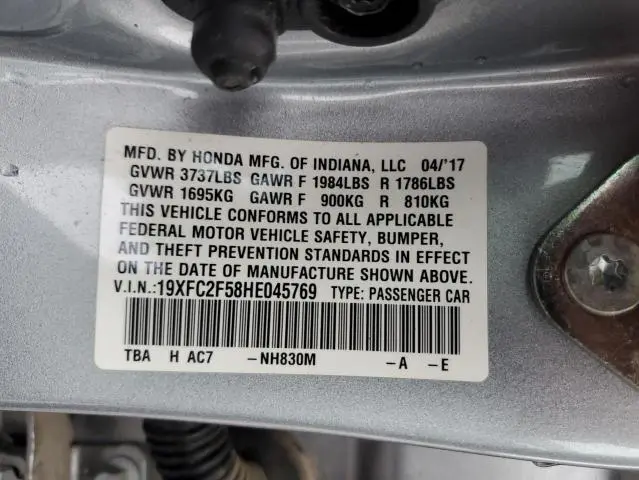 MFD. BY HONDA MFG. OF INDIANA, LLC 04/'17
GVWR 3737LBS GAWR F 1984LBS R 1786LBS
GVWR 1695KG GAWR F 900KG R 810KG
THIS VEHICLE CONFORMS TO ALL APPLICABLE
FEDERAL MOTOR VEHICLE SAFETY, BUMPER,
AND THEFT PREVENTION STANDARDS IN EFFECT
ON THE DATE OF MANUFACTURE SHOWN ABOVE.
V.I.N.:19XFC2F58HE045769 TYPE: PASSENGER CAR
TBA H AC7 -NH830M -A -E